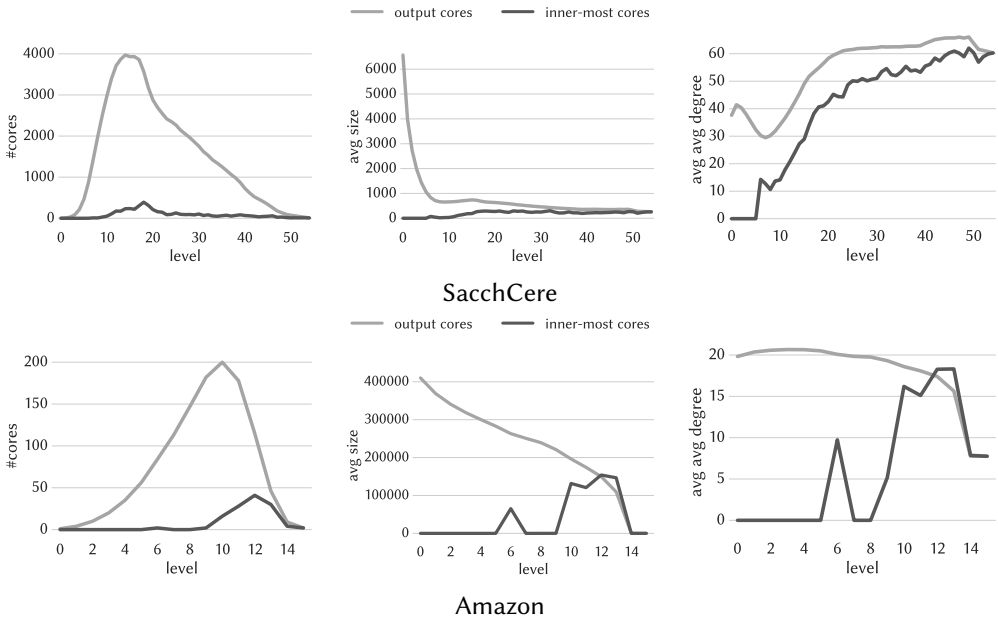 output cores inner-most cores
#cores
4000
3000
2000
1000
0
0 10 20 30 40 50
level
avg size
6000
5000
4000
3000
2000
1000
0
0 10 20 30 40 50
level
avg avg degree
60
50
40
30
20
10
0
0 10 20 30 40 50
level
SacchCere
output cores inner-most cores
#cores
200
150
100
50
0
0 2 4 6 8 10 12 14
level
avg size
400000
300000
200000
100000
0
0 2 4 6 8 10 12 14
level
avg avg degree
20
15
10
5
0
0 2 4 6 8 10 12 14
level
Amazon